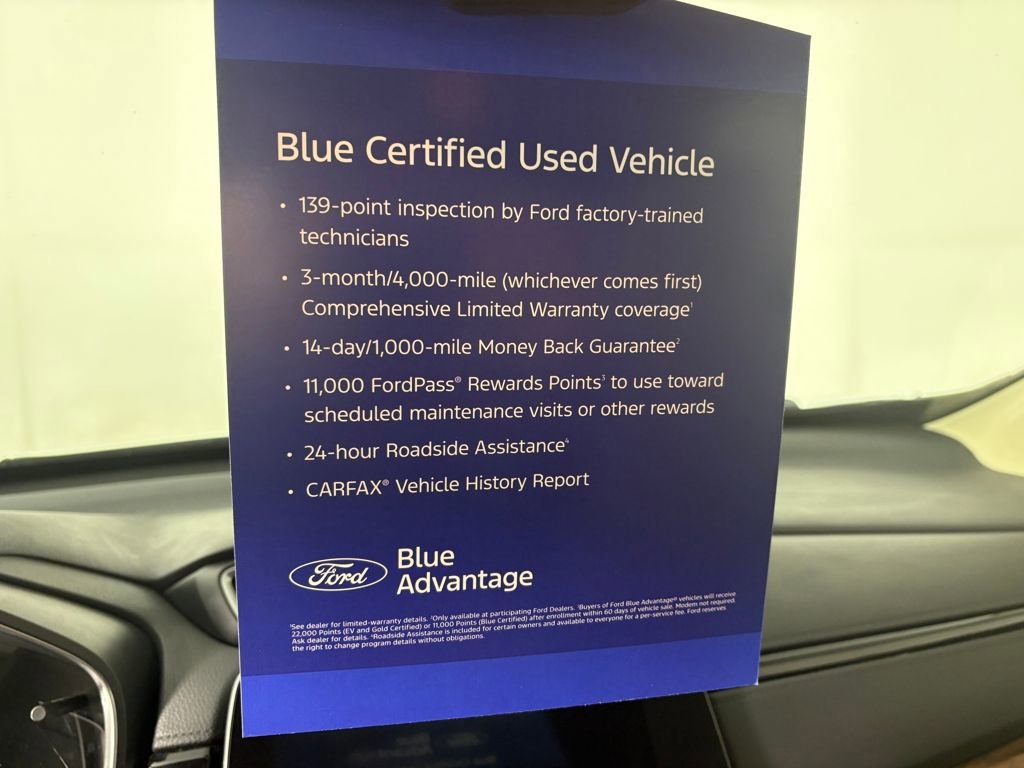 Blue Certified Used Vehicle
• 139-point inspection by Ford factory-trained
technicians
• 3-month/4,000-mile (whichever comes first)
Comprehensive Limited Warranty coverage¹
• 14-day/1,000-mile Money Back Guarantee²
• 11,000 FordPass® Rewards Points³ to use toward
scheduled maintenance visits or other rewards
• 24-hour Roadside Assistance⁴
• CARFAX® Vehicle History Report
Ford
Blue
Advantage
¹See dealer for limited-warranty details. ²Only available at participating Ford Dealers. ³Buyers of Ford Blue Advantage® vehicles will receive
22,000 Points (EV and Gold Certified) or 11,000 Points (Blue Certified) after enrollment within 60 days of vehicle sale. Modem not required.
Ask dealer for details. ⁴Roadside Assistance is included for certain owners and available to everyone for a per-service fee. Ford reserves
the right to change program details without obligations.